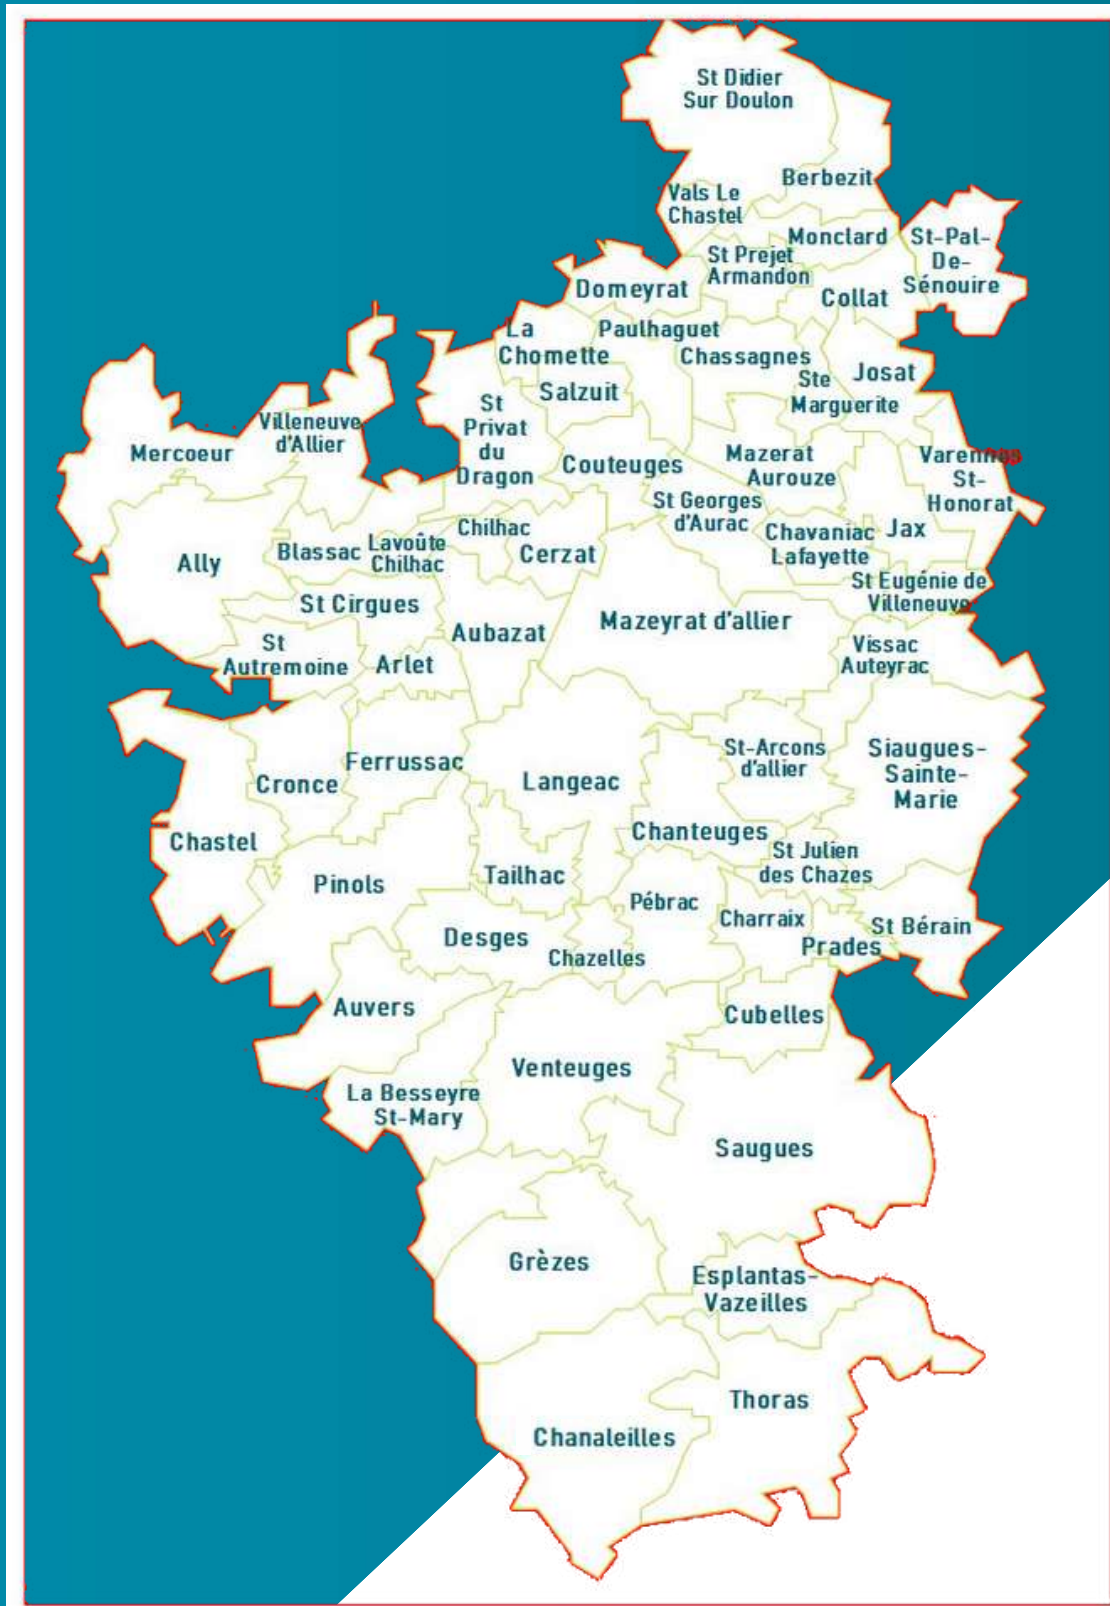 St Didier
Sur Doulon
Berbezit
Vals Le
Chastel
Monclard
St-Pal-
De-
Sénouire
St Prejet
Armandon
Domeyrat
Collat
La
Chomette
Paulhaguet
Chassagnes
Josat
Ste
Marguerite
Salzuit
St
Privat
du
Dragon
Villeneuve
d'Allier
Mercoeur
Couteuges
Mazerat
Aurouze
Varennes
St-
Honorat
St Georges
d'Aurac
Chavaniac
Lafayette
Jax
Chilhac
Cerzat
Lavoûte
Chilhac
Blassac
Ally
St Eugénie de
Villeneuve
St Cirgues
Mazeyrat d'allier
Aubazat
St
Autremoine
Arlet
Vissac
Auteyrac
Ferrussac
Cronce
Langeac
St-Arcons
d'allier
Siaugues-
Sainte-
Marie
Chastel
Chanteuges
St Julien
des Chazes
Pinols
Tailhac
Pébrac
Charraix
Prades
St Bérain
Desges
Chazelles
Auvers
Cubelles
Venteuges
La Besseyre
St-Mary
Saugues
Grèzes
Esplantas-
Vazeilles
Thoras
Chanaleilles